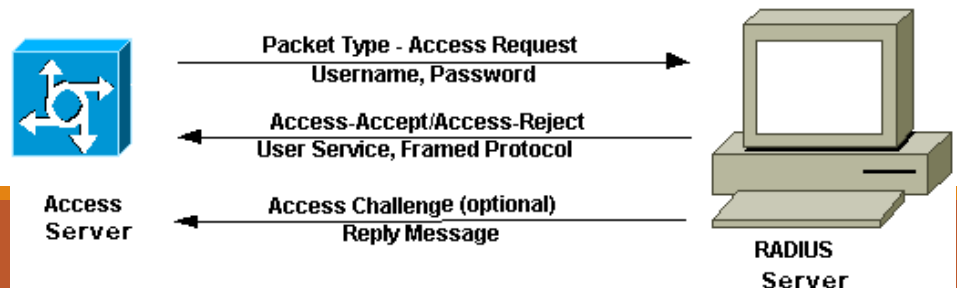 Packet Type - Access Request
Username, Password
Access-Accept/Access-Reject
User Service, Framed Protocol
Access Challenge (optional)
Reply Message
Access
Server
RADIUS
Server